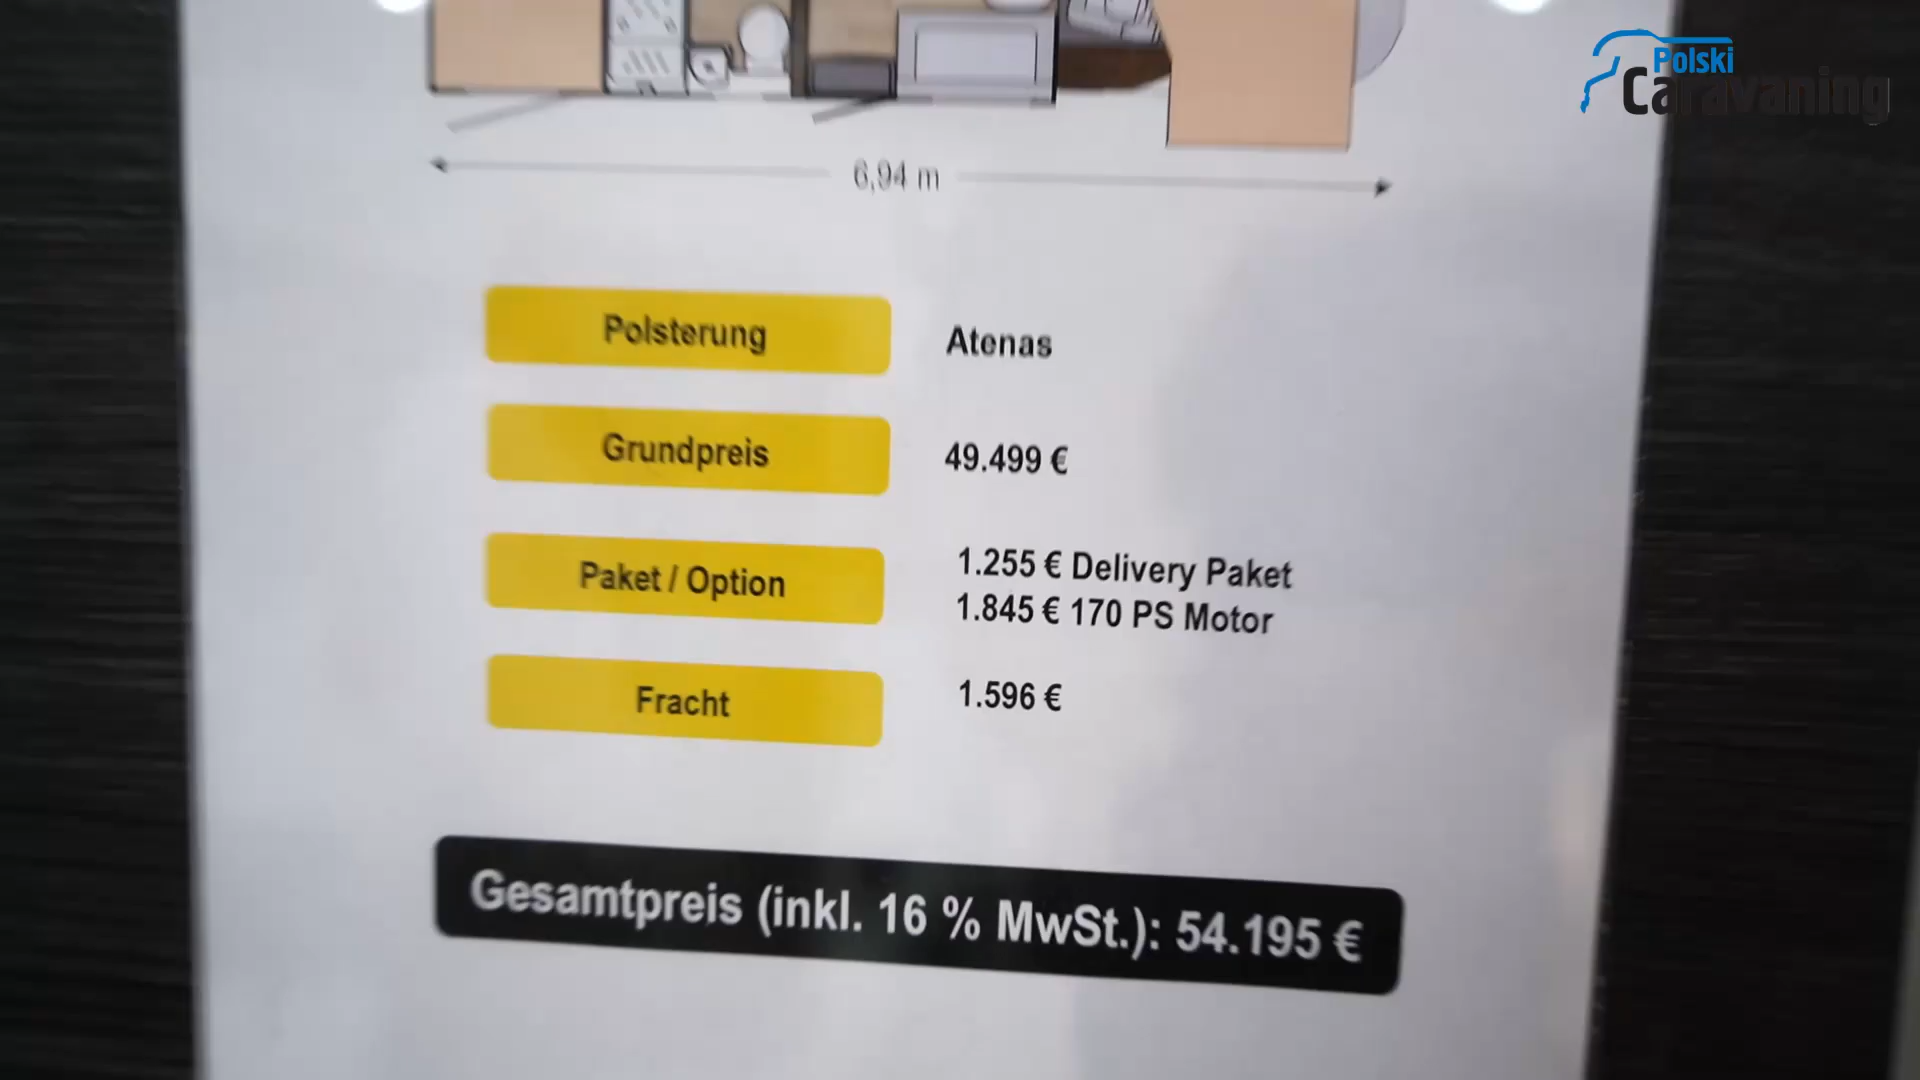 Polski
Caravaning
6,94 m
Polsterung
Atenas
Grundpreis
49.499 €
Paket / Option
1.255 € Delivery Paket
1.845 € 170 PS Motor
Fracht
1.596 €
Gesamtpreis (inkl. 16 % MwSt.): 54.195 €